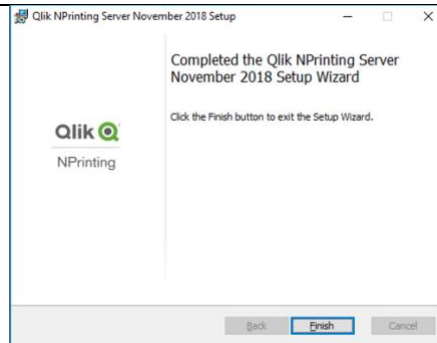 Qlik NPrinting Server November 2018 Setup
Completed the Qlik NPrinting Server
November 2018 Setup Wizard
Click the Finish button to exit the Setup Wizard.
Qlik
NPrinting
Back
Finish
Cancel